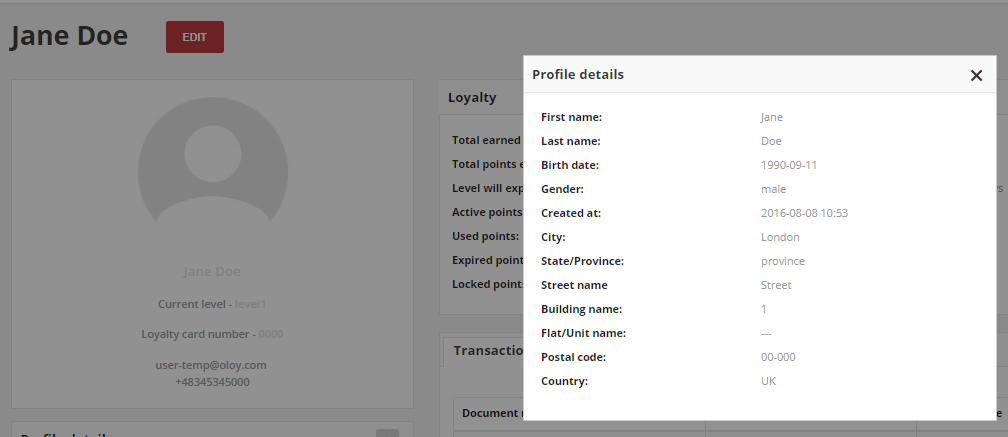 Jane Doe
EDIT
Jane Doe
Current level - level1
Loyalty card number - 0000
user-temp@oloy.com
+48345345000
Loyalty
Total earned
Total points
Level will
Active points
Used points:
Expired
Locked
Transactio
Document
Profile details
First name: Jane
Last name: Doe
Birth date: 1990-09-11
Gender: male
Created at: 2016-08-08 10:53
City: London
State/Province: province
Street name Street
Building name: 1
Flat/Unit name: ---
Postal code: 00-000
Country: UK